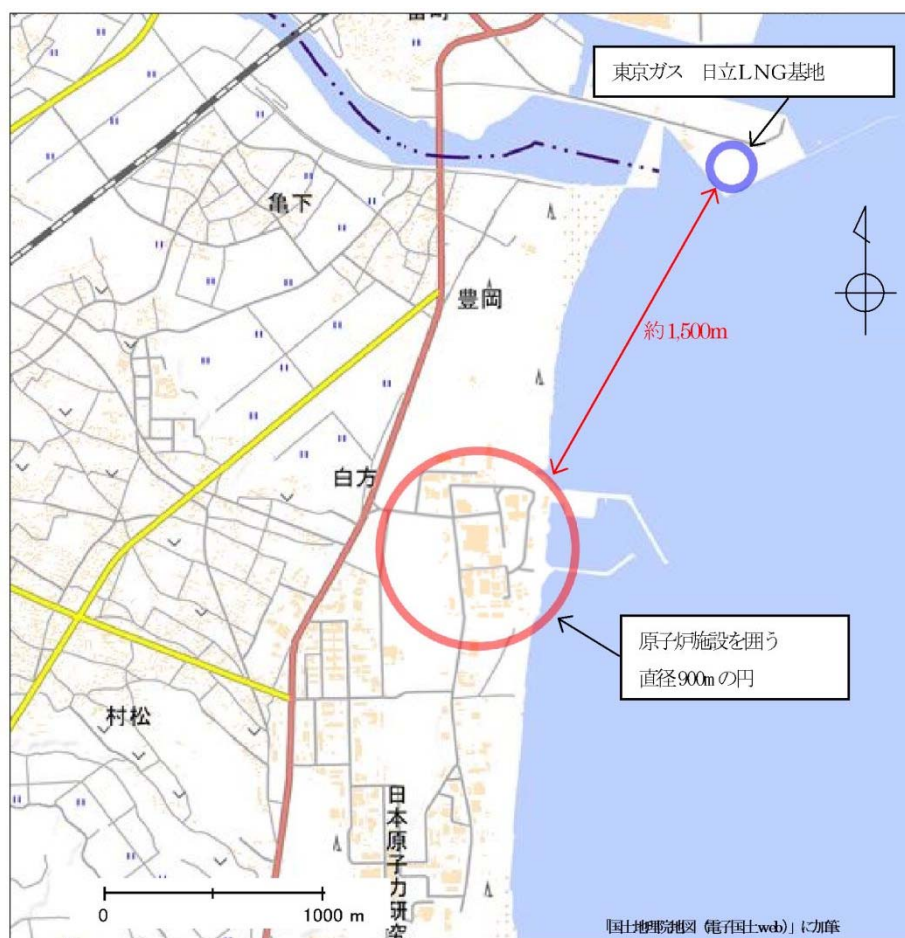 東京ガス 日立LNG基地
亀下
豊岡
約1,500m
白方
原子炉施設を囲う
直径900mの円
村松
日本原子力研究
0 1000 m
「国土地理院地図（電子国土web）」に加筆